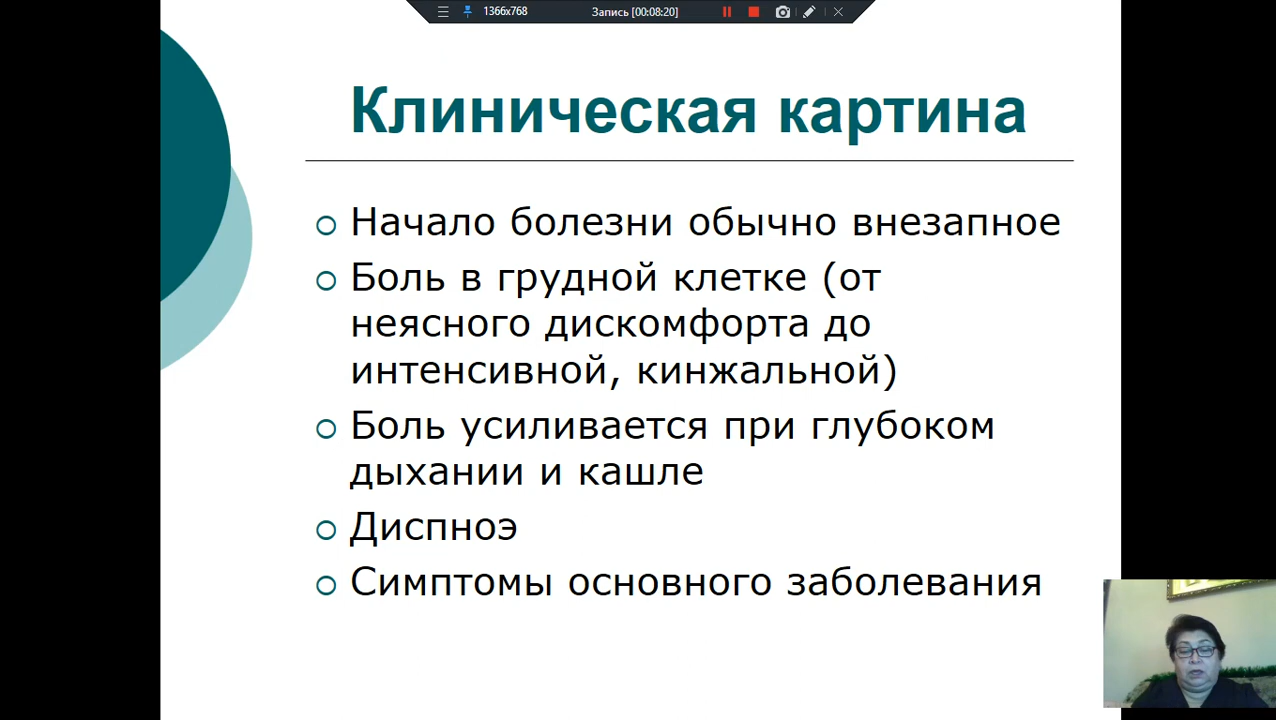 1366x768 Запись [00:08:20]
Клиническая картина
Начало болезни обычно внезапное
Боль в грудной клетке (от
неясного дискомфорта до
интенсивной, кинжальной)
Боль усиливается при глубоком
дыхании и кашле
Диспноэ
Симптомы основного заболевания